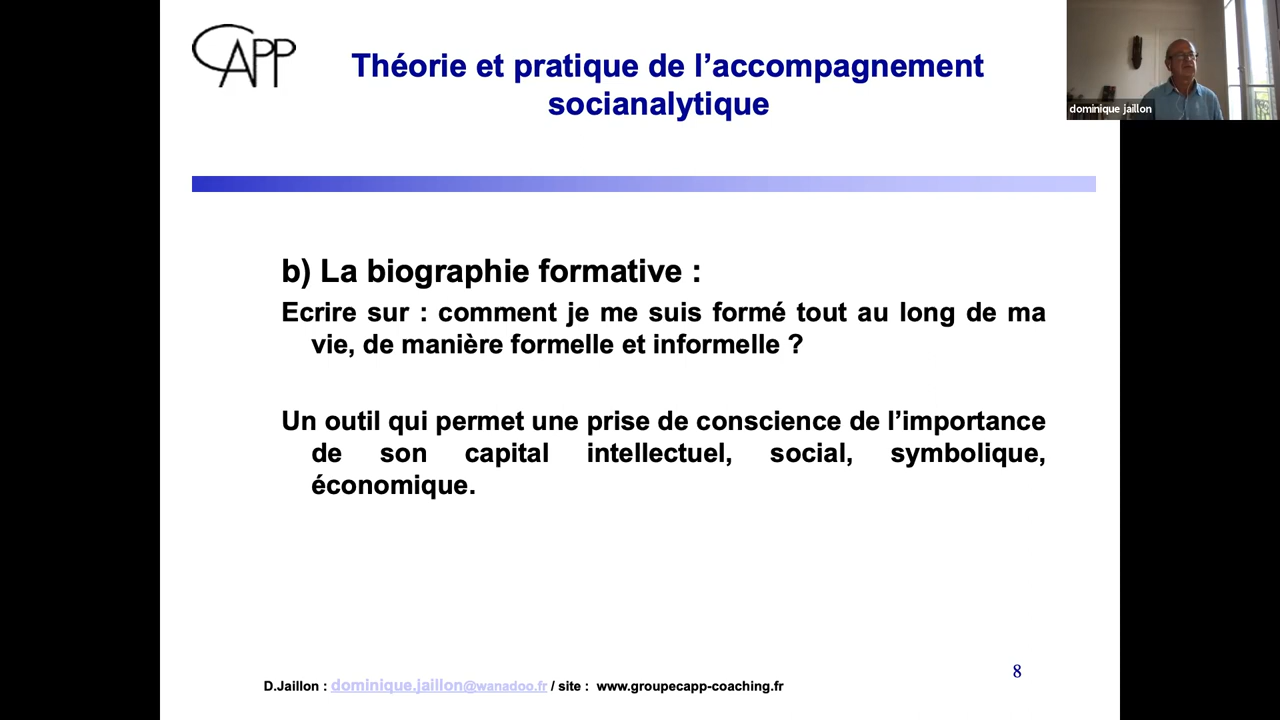 CAPP
Théorie et pratique de l’accompagnement
socianalytique
dominique jaillon
b) La biographie formative :
Ecrire sur : comment je me suis formé tout au long de ma
vie, de manière formelle et informelle ?
Un outil qui permet une prise de conscience de l’importance
de son capital intellectuel, social, symbolique,
économique.
8
D.Jaillon : dominique.jaillon@wanadoo.fr / site : www.groupecapp-coaching.fr